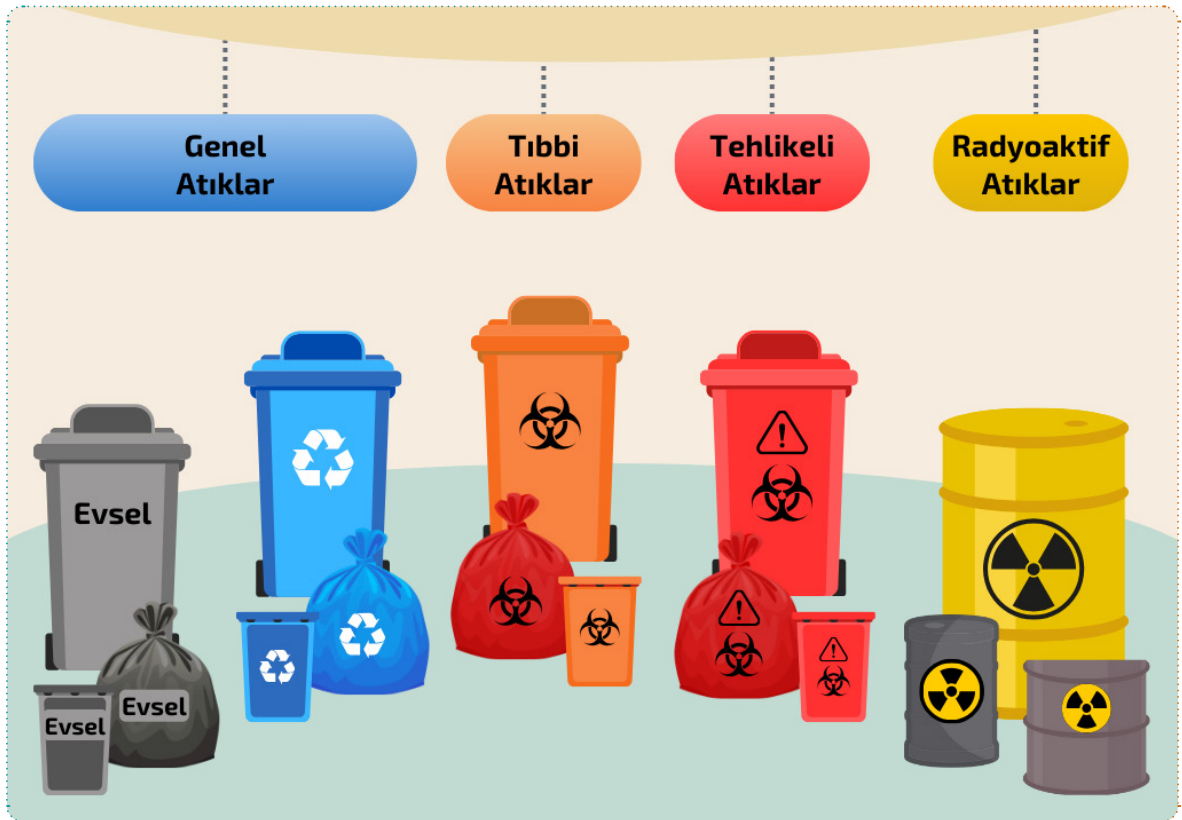 Genel
Atıklar
Tıbbi
Atıklar
Tehlikeli
Atıklar
Radyoaktif
Atıklar
Evsel
Evsel
Evsel